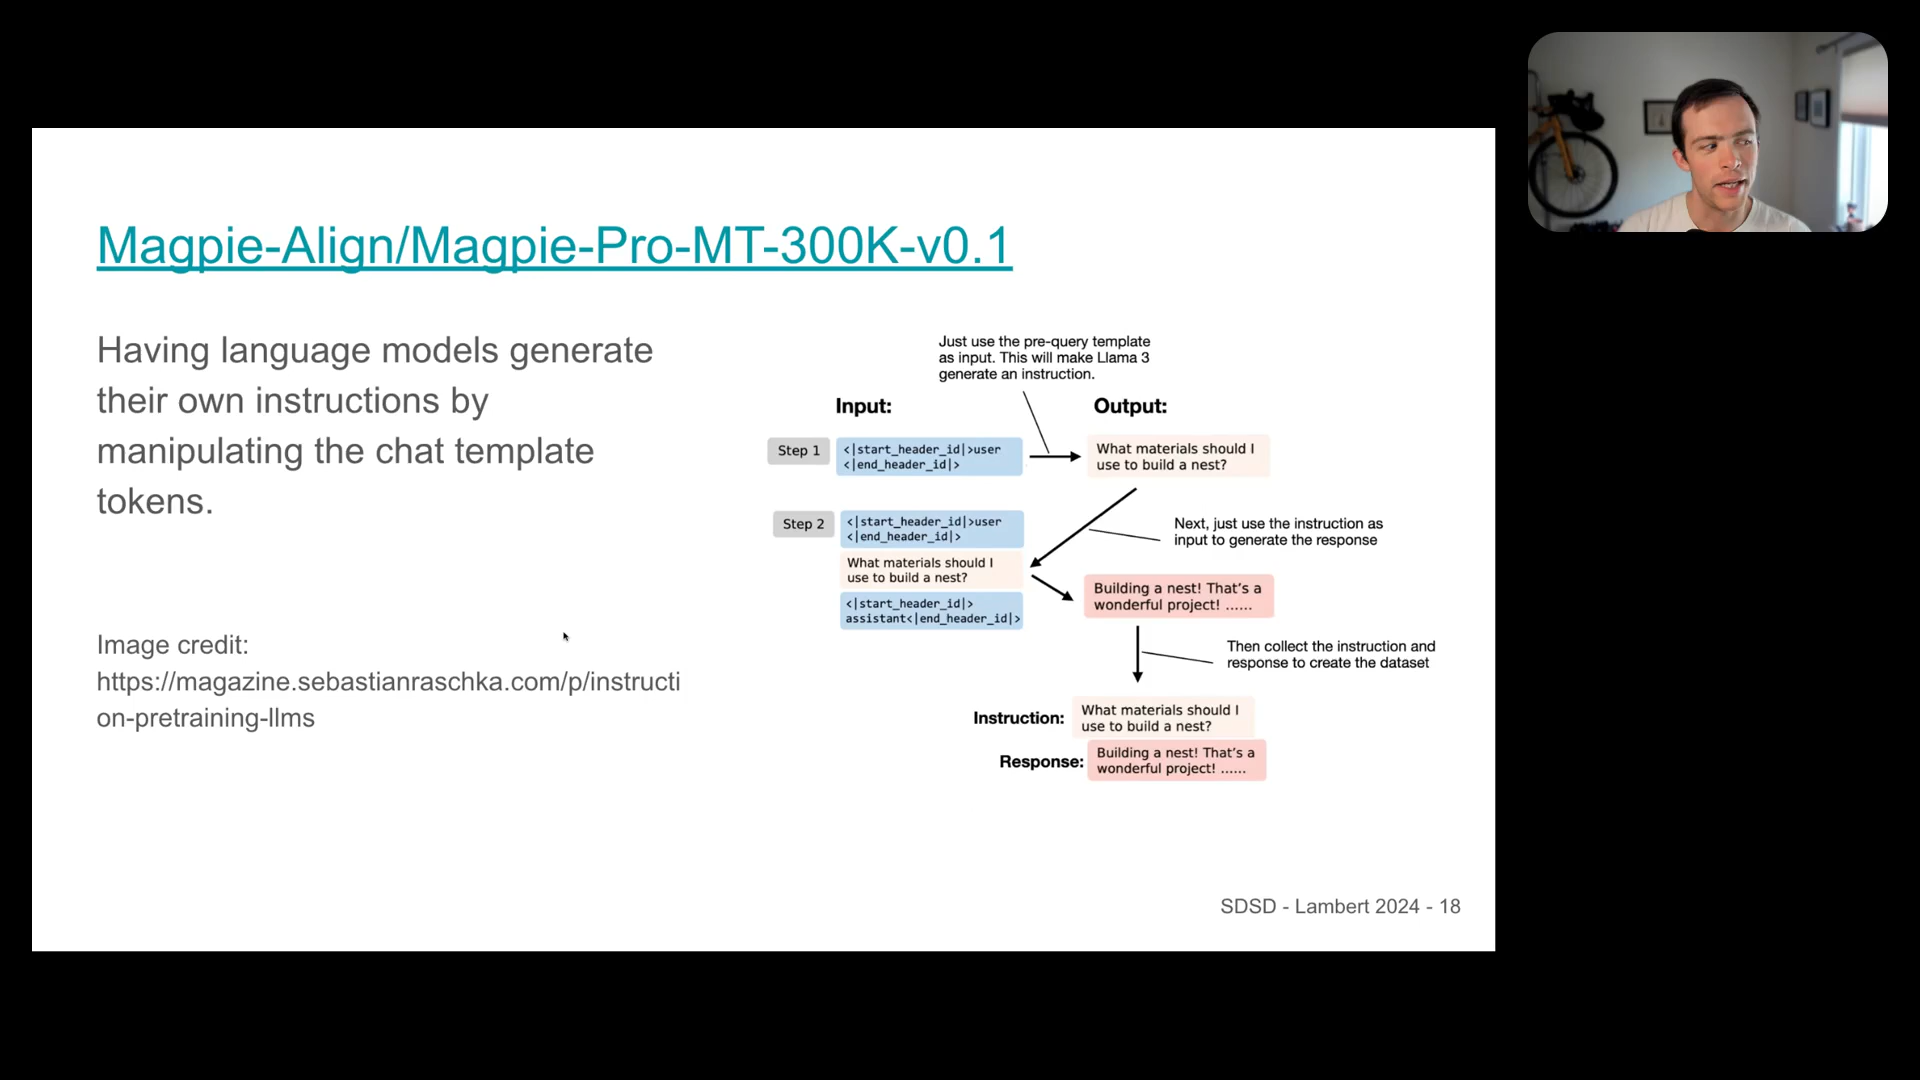 Magpie-Align/Magpie-Pro-MT-300K-v0.1
Having language models generate
their own instructions by
manipulating the chat template
tokens.
Image credit:
https://magazine.sebastianraschka.com/p/instructi
on-pretraining-llms
Just use the pre-query template
as input. This will make Llama 3
generate an instruction.
Input:
Output:
Step 1
<|start_header_id|>user
<|end_header_id|>
What materials should I
use to build a nest?
Step 2
<|start_header_id|>user
<|end_header_id|>
What materials should I
use to build a nest?
<|start_header_id|>
assistant<|end_header_id|>
Next, just use the instruction as
input to generate the response
Building a nest! That's a
wonderful project! ......
Then collect the instruction and
response to create the dataset
Instruction:
What materials should I
use to build a nest?
Response:
Building a nest! That's a
wonderful project! ......
SDSD - Lambert 2024 - 18